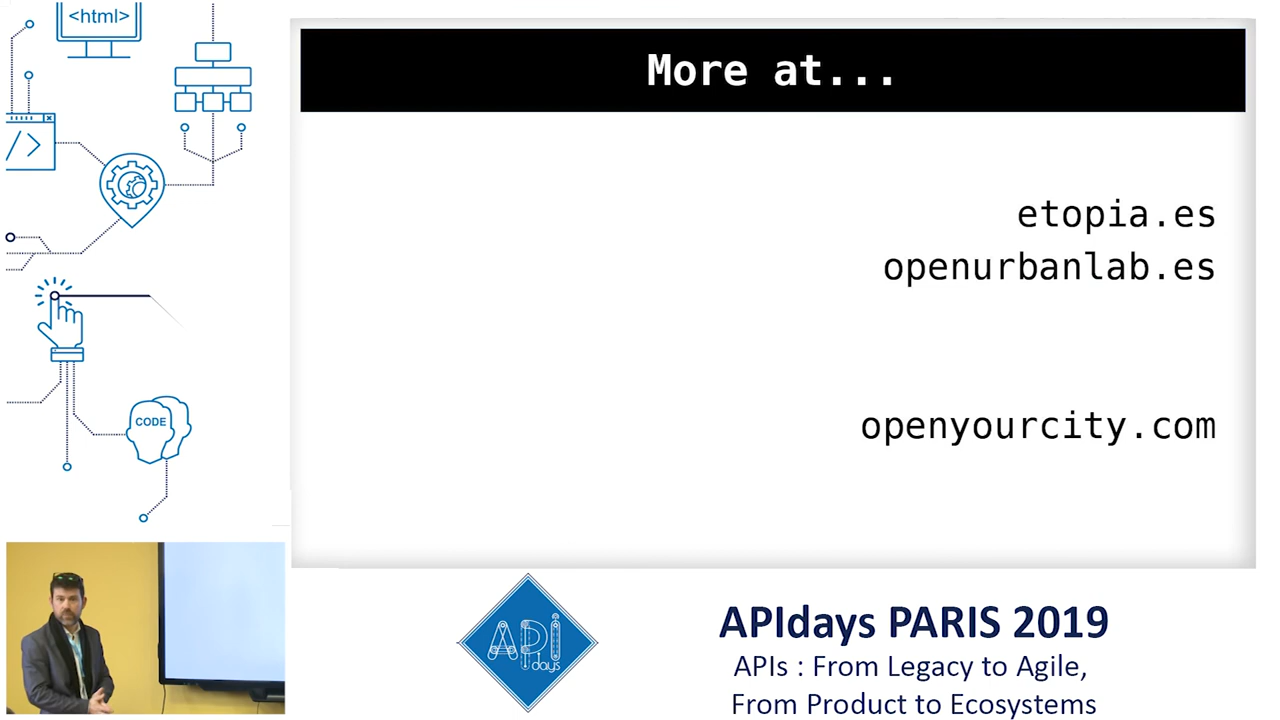 <html>
More at...
/>
etopia.es
openurbanlab.es
openyourcity.com
CODE
API
days
APIdays PARIS 2019
APIs : From Legacy to Agile,
From Product to Ecosystems